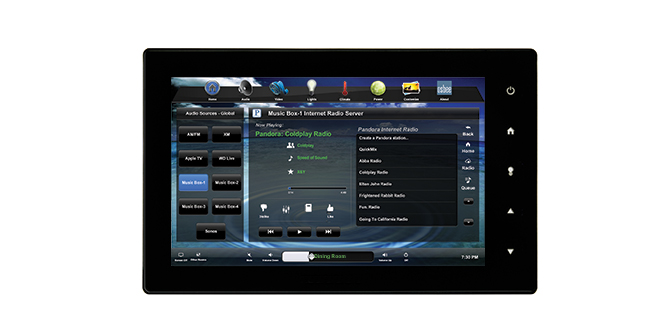 Home Audio Video Lights Climate Power Customize About
Audio Sources - Global
Music Box-1 Internet Radio Server
AM/FM
XM
Apple TV
WD Live
Music Box-1
Music Box-2
Music Box-3
Music Box-4
Sonos
Now Playing:
Pandora: Coldplay Radio
Coldplay
Speed of Sound
X&Y
Dislike
Like
Pandora Internet Radio
Create a Pandora station..
QuickMix
Abba Radio
Coldplay Radio
Elton John Radio
Frightened Rabbit Radio
Fun. Radio
Going To California Radio
Back
Home
Radio
Queue
Dining Room
7:30 PM